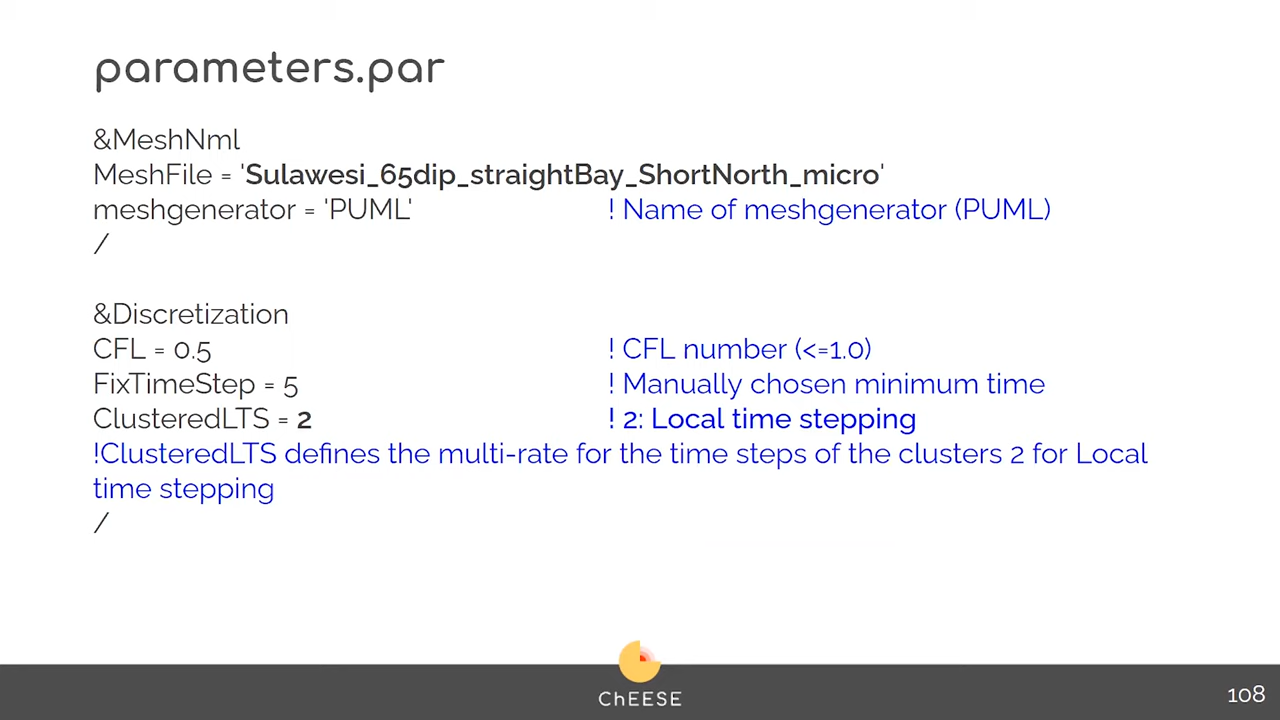 parameters.par
&MeshNml
MeshFile = 'Sulawesi_65dip_straightBay_ShortNorth_micro'
meshgenerator = 'PUML' ! Name of meshgenerator (PUML)
/
&Discretization
CFL = 0.5 ! CFL number (<=1.0)
FixTimeStep = 5 ! Manually chosen minimum time
ClusteredLTS = 2 ! 2: Local time stepping
!ClusteredLTS defines the multi-rate for the time steps of the clusters 2 for Local
time stepping
/
ChEESE
108